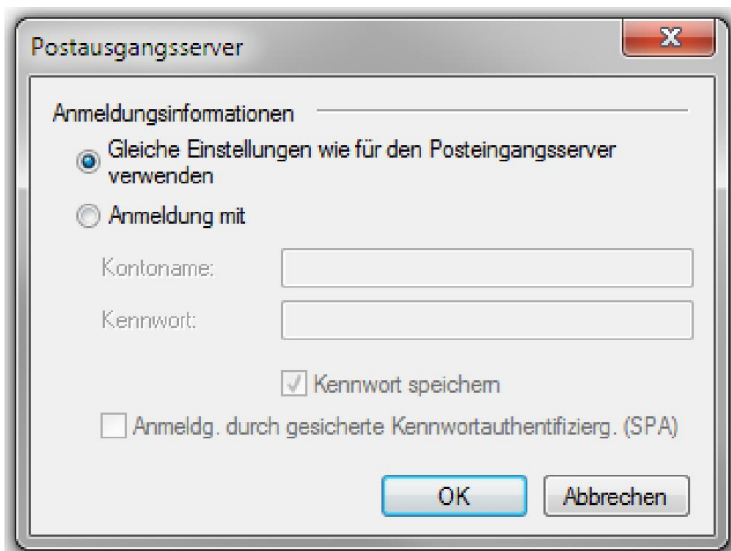 Postausgangsserver
Anmeldungsinformationen
Gleiche Einstellungen wie für den Posteingangsserver
verwenden
Anmeldung mit
Kontoname:
Kennwort:
Kennwort speichern
Anmeldg. durch gesicherte Kennwortauthentifizierg. (SPA)
OK Abbrechen